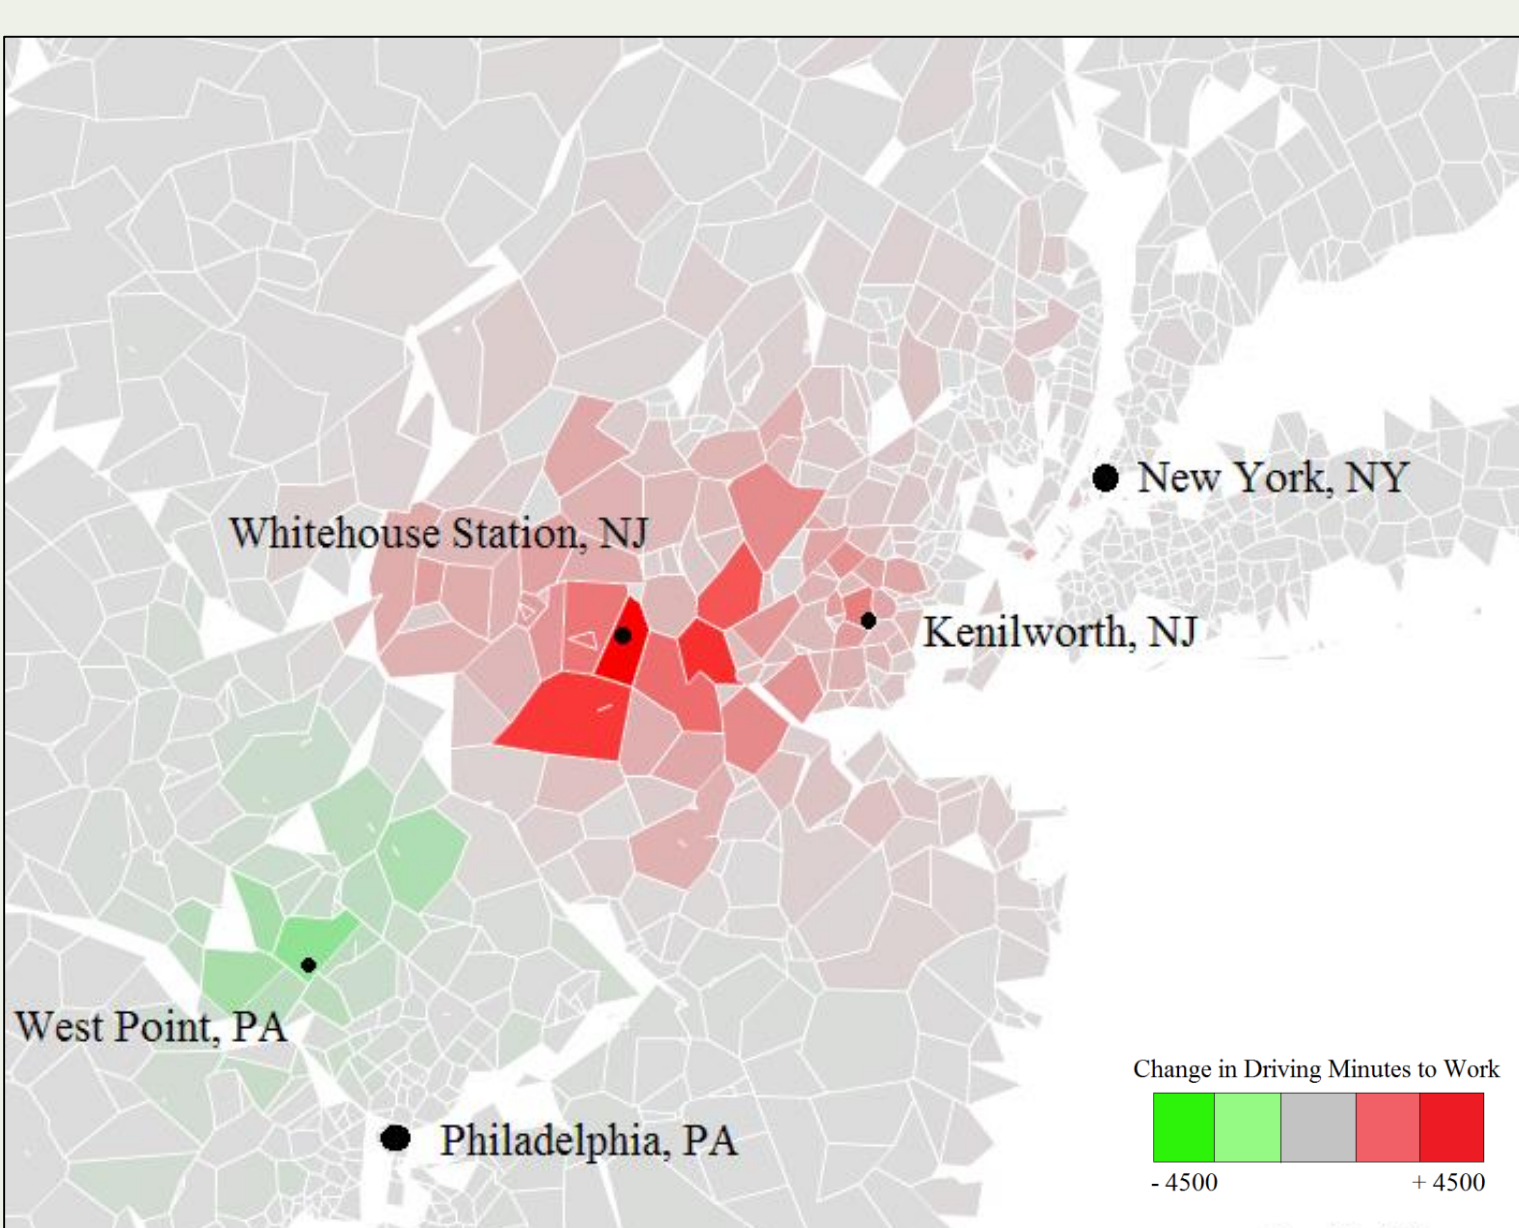 New York, NY
Whitehouse Station, NJ
Kenilworth, NJ
West Point, PA
Philadelphia, PA
Change in Driving Minutes to Work
- 4500
+ 4500